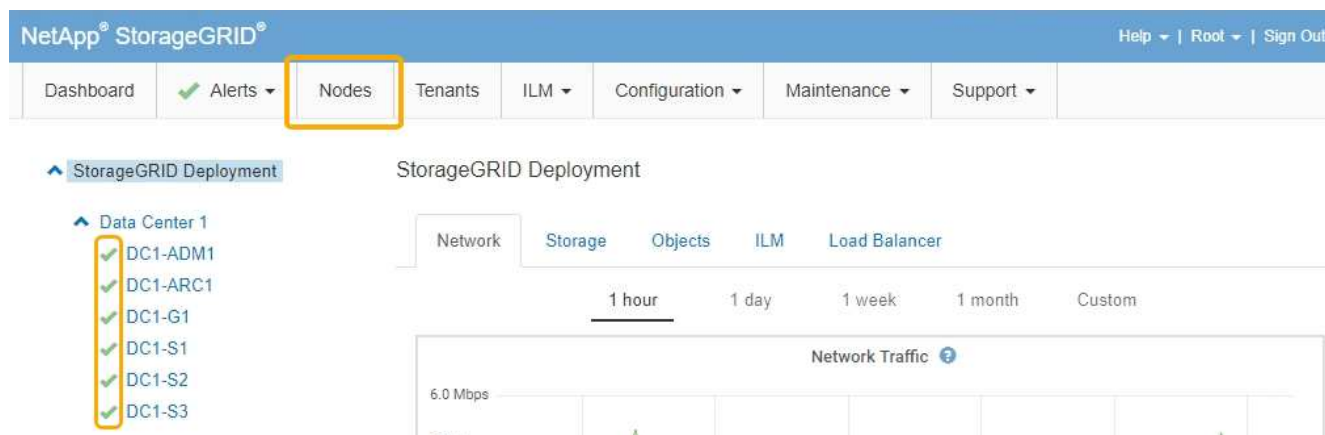 NetApp® StorageGRID®
Help | Root | Sign Out
Dashboard Alerts Nodes Tenants ILM Configuration Maintenance Support
StorageGRID Deployment
StorageGRID Deployment
Data Center 1
DC1-ADM1
DC1-ARC1
DC1-G1
DC1-S1
DC1-S2
DC1-S3
Network Storage Objects ILM Load Balancer
1 hour 1 day 1 week 1 month Custom
Network Traffic ?
6.0 Mbps